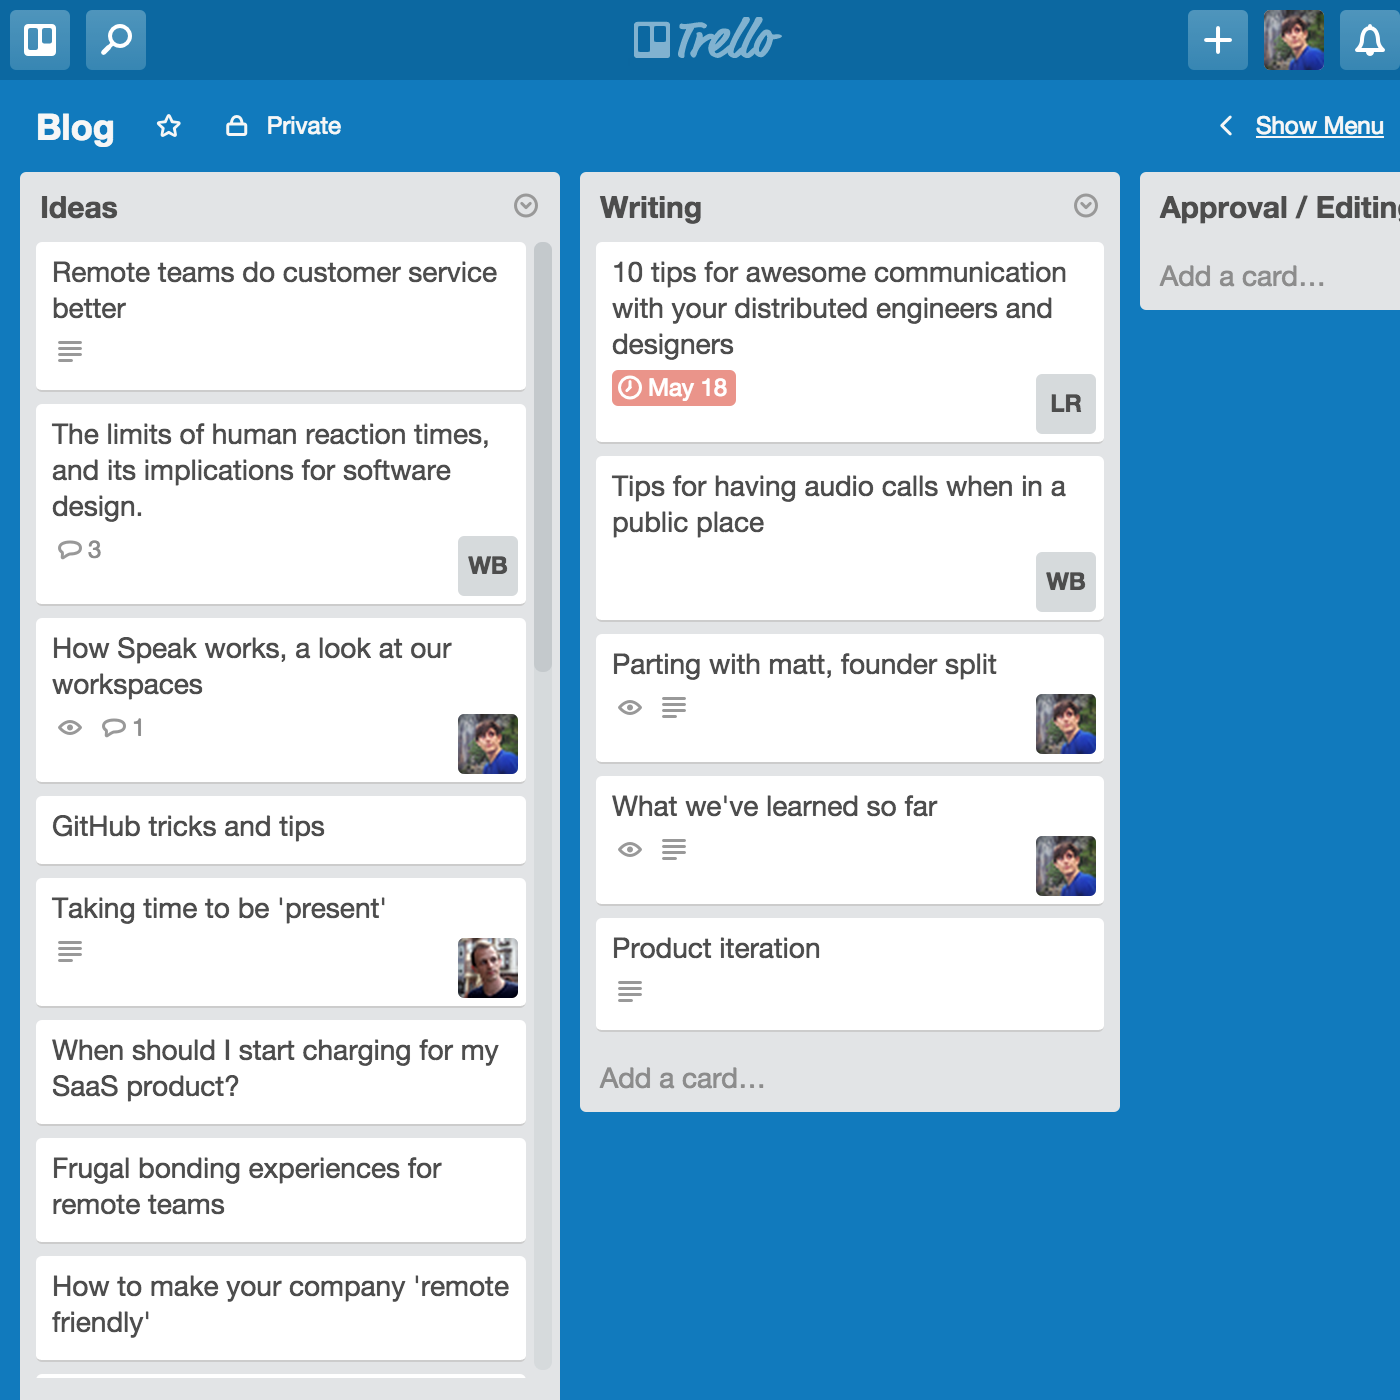 Trello
Blog
Private
Show Menu
Ideas
Remote teams do customer service
better
The limits of human reaction times,
and its implications for software
design.
3
WB
How Speak works, a look at our
workspaces
1
GitHub tricks and tips
Taking time to be 'present'
When should I start charging for my
SaaS product?
Frugal bonding experiences for
remote teams
How to make your company 'remote
friendly'
Writing
10 tips for awesome communication
with your distributed engineers and
designers
May 18
LR
Tips for having audio calls when in a
public place
WB
Parting with matt, founder split
What we've learned so far
Product iteration
Add a card…
Approval / Editing
Add a card…